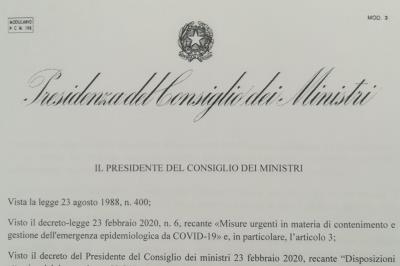 MODULARIO
P. C. M. 198
MOD. 3
Presidenza del Consiglio dei Ministri
IL PRESIDENTE DEL CONSIGLIO DEI MINISTRI
Vista la legge 23 agosto 1988, n. 400;
Visto il decreto-legge 23 febbraio 2020, n. 6, recante «Misure urgenti in materia di contenimento e
gestione dell'emergenza epidemiologica da COVID-19» e, in particolare, l'articolo 3;
Visto il decreto del Presidente del Consiglio dei ministri 23 febbraio 2020, recante "Disposizioni